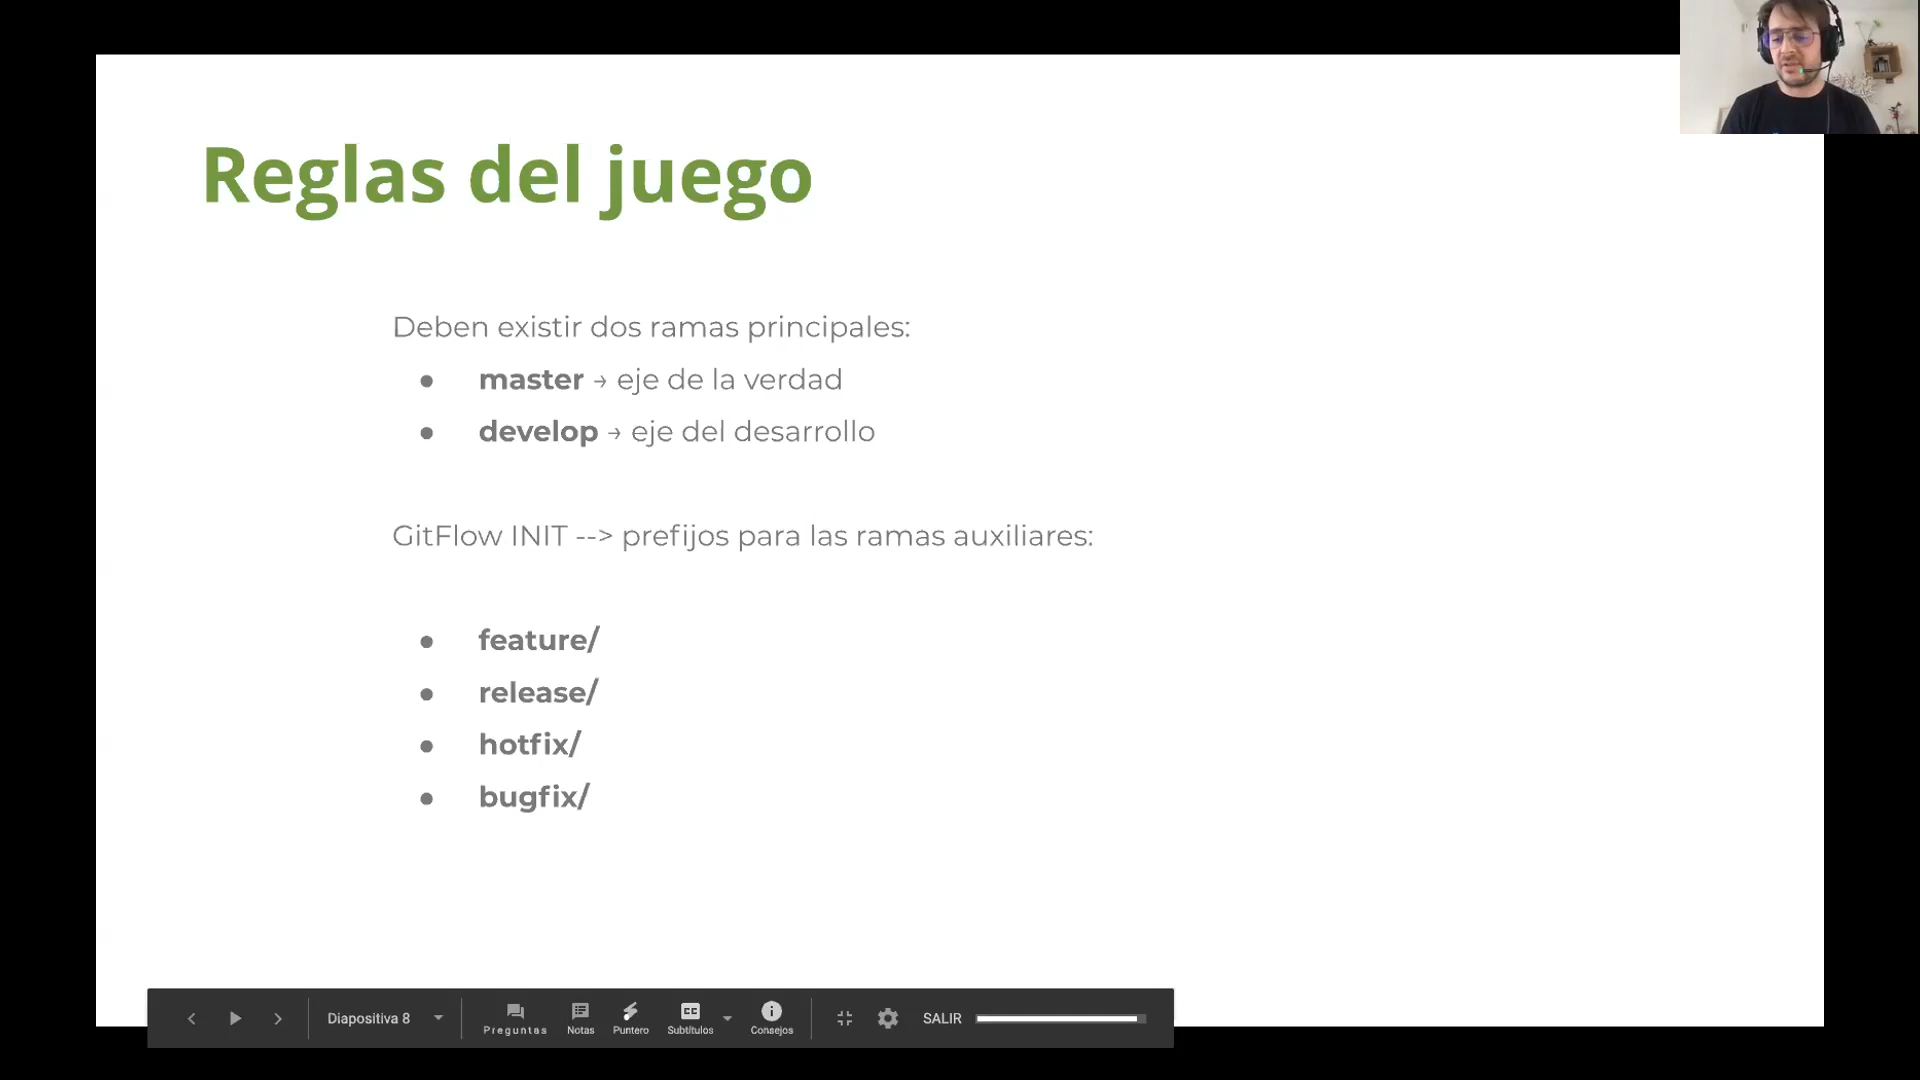 Reglas del juego
Deben existir dos ramas principales:
● master → eje de la verdad
● develop → eje del desarrollo
GitFlow INIT --> prefijos para las ramas auxiliares:
● feature/
● release/
● hotfix/
● bugfix/
Diapositiva 8
Preguntas
Notas
Puntero
CC
Subtítulos
Consejos
SALIR